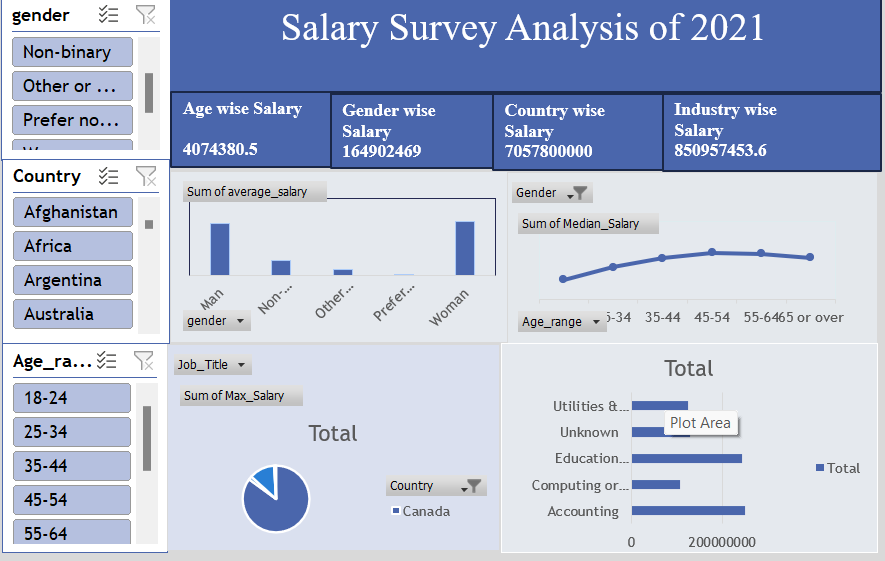 gender
Non-binary
Other or ...
Prefer no...
Country
Afghanistan
Africa
Argentina
Australia
Age_ra...
18-24
25-34
35-44
45-54
55-64
Salary Survey Analysis of 2021
Age wise Salary
4074380.5
Gender wise
Salary
164902469
Country wise
Salary
7057800000
Industry wise
Salary
850957453.6
Sum of average_salary
Man
Non-...
Other...
Prefer...
Woman
gender
Gender
Sum of Median_Salary
5-34 35-44 45-54 55-64 65 or over
Age_range
Job_Title
Sum of Max_Salary
Total
Country
Canada
Total
Utilities &...
Unknown
Education...
Computing or...
Accounting
0 200000000
Plot Area
Total